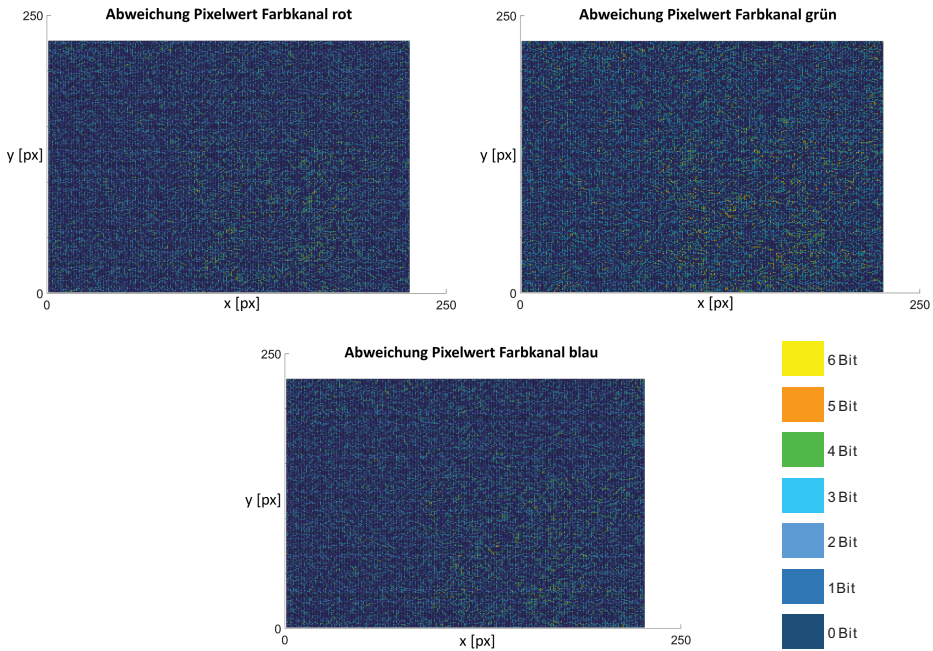 Abweichung Pixelwert Farbkanal rot
250
y [px]
0
0
x [px]
250
Abweichung Pixelwert Farbkanal grün
250
y [px]
0
0
x [px]
250
Abweichung Pixelwert Farbkanal blau
250
y [px]
0
0
x [px]
250
6 Bit
5 Bit
4 Bit
3 Bit
2 Bit
1Bit
0 Bit